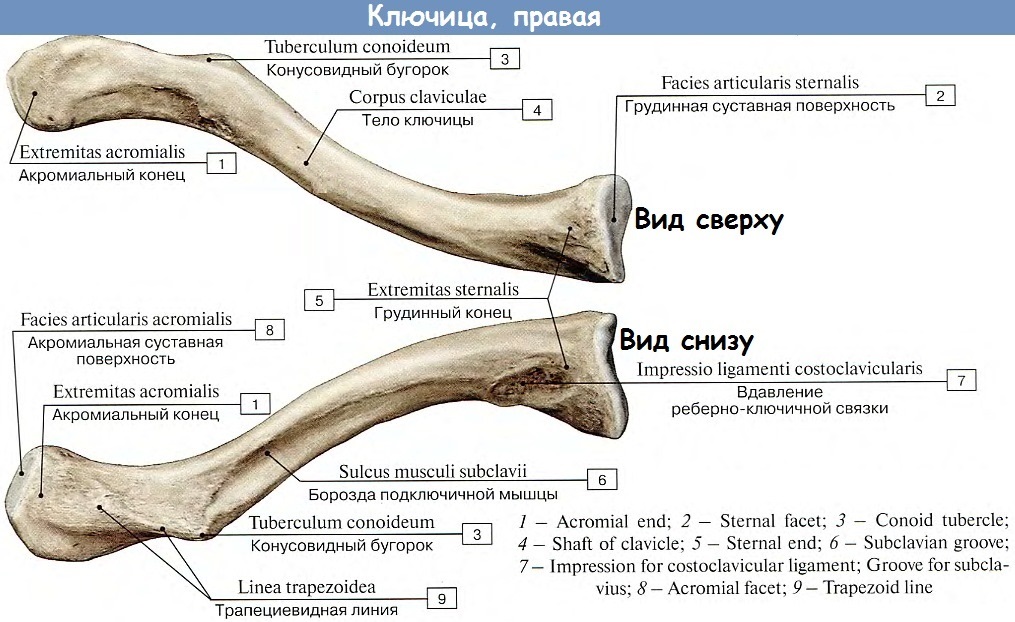 Ключица, правая
Tuberculum conoideum
Конусовидный бугорок
3
Corpus claviculae
Тело ключицы
4
Facies articularis sternalis
Грудинная суставная поверхность
2
Extremitas acromialis
Акромиальный конец
1
Вид сверху
Extremitas sternalis
Грудинный конец
5
Facies articularis acromialis
Акромиальная суставная
поверхность
8
Вид снизу
Impressio ligamenti costoclavicularis
Вдавление
реберно-ключичной связки
7
Extremitas acromialis
Акромиальный конец
1
Sulcus musculi subclavii
Борозда подключичной мышцы
6
Tuberculum conoideum
Конусовидный бугорок
3
Linea trapezoidea
Трапециевидная линия
9
1 – Acromial end; 2 – Sternal facet; 3 – Conoid tubercle;
4 – Shaft of clavicle; 5 – Sternal end; 6 – Subclavian groove;
7 – Impression for costoclavicular ligament; Groove for subcla-
vius; 8 – Acromial facet; 9 – Trapezoid line